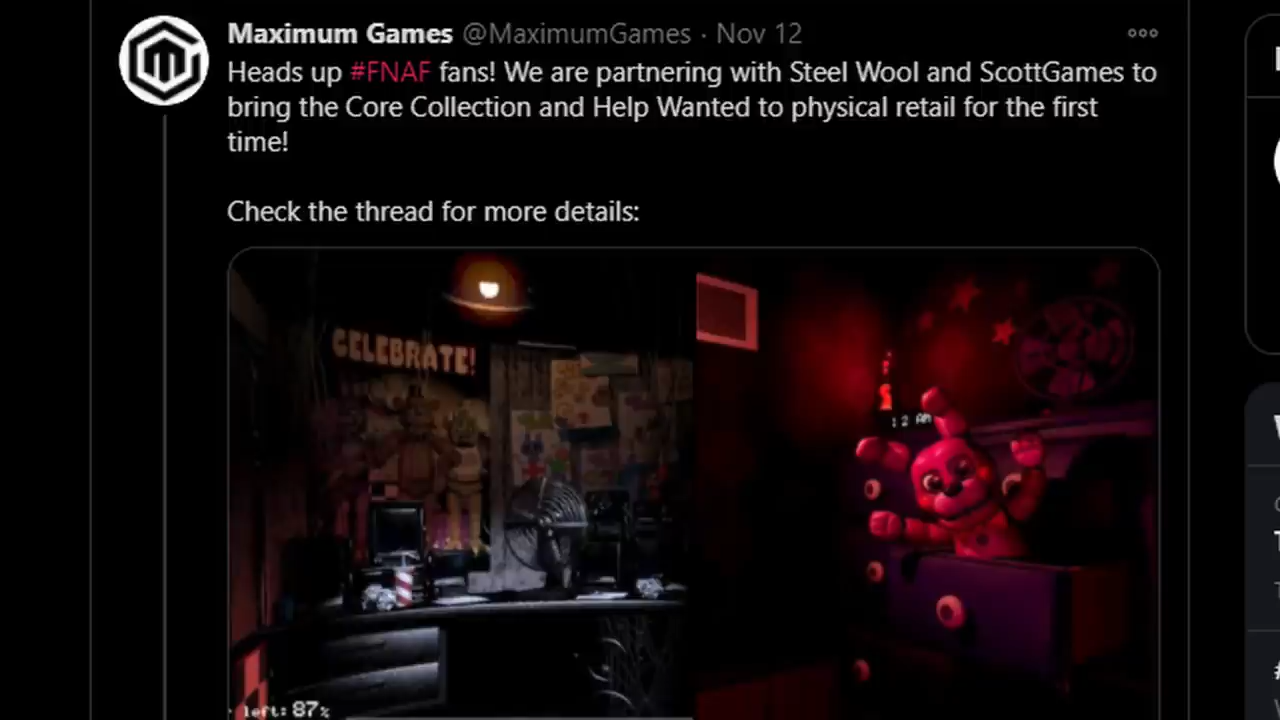 Maximum Games @MaximumGames · Nov 12
Heads up #FNAF fans! We are partnering with Steel Wool and ScottGames to
bring the Core Collection and Help Wanted to physical retail for the first
time!
Check the thread for more details:
CELEBRATE!
12 AM
left: 87%